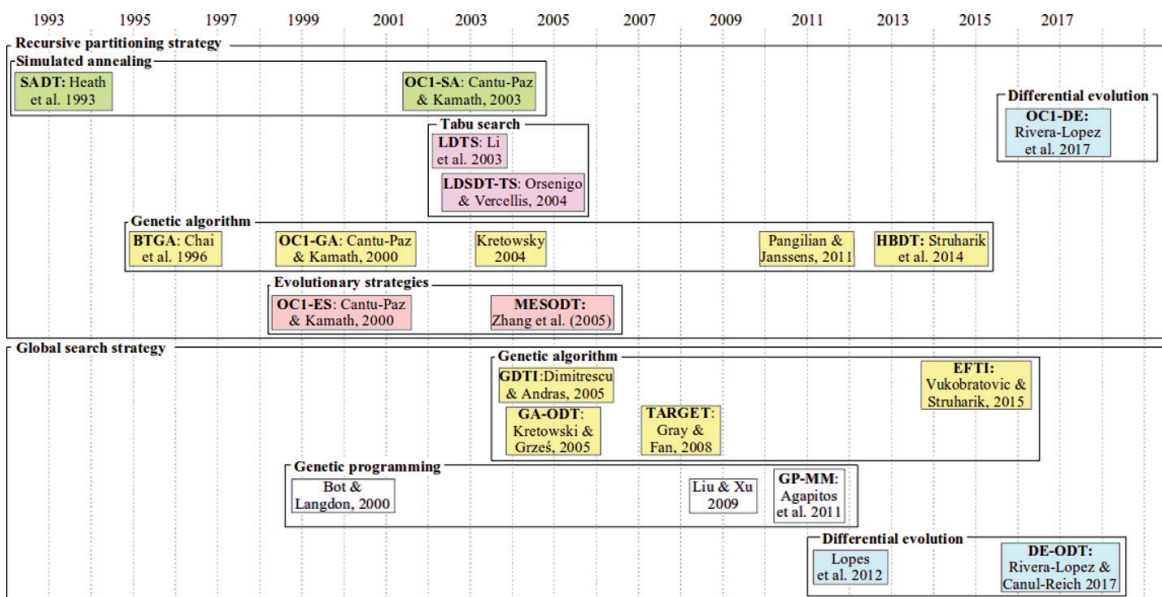 1993 1995 1999 2001 2003 2005 2007 2009 2011 2013 2015 2017
Recursive partitioning strategy
Simulated annealing
SADT: Heath
et al. 1993
OC1-SA: Cantu-Paz
& Kamath, 2003
Differential evolution
OC1-DE:
Rivera-Lopez
et al. 2017
Tabu search
LDTS: Li
et al. 2003
LDSDT-TS: Orsenigo
& Vercellis, 2004
Genetic algorithm
BTGA: Chai
et al. 1996
OC1-GA: Cantu-Paz
& Kamath, 2000
Kretowsky
2004
Pangilian &
Janssens, 2011
HBDT: Struharik
et al. 2014
Evolutionary strategies
OC1-ES: Cantu-Paz
& Kamath, 2000
MESODT:
Zhang et al. (2005)
Global search strategy
Genetic algorithm
GDTI:Dimitrescu
& Andras, 2005
EFTI:
Vukobratovic &
Struharik, 2015
GA-ODT:
Kretowski &
Grześ, 2005
TARGET:
Gray &
Fan, 2008
Genetic programming
Bot &
Langdon, 2000
Liu & Xu
2009
GP-MM:
Agapitos
et al. 2011
Differential evolution
Lopes
et al. 2012
DE-ODT:
Rivera-Lopez &
Canul-Reich 2017